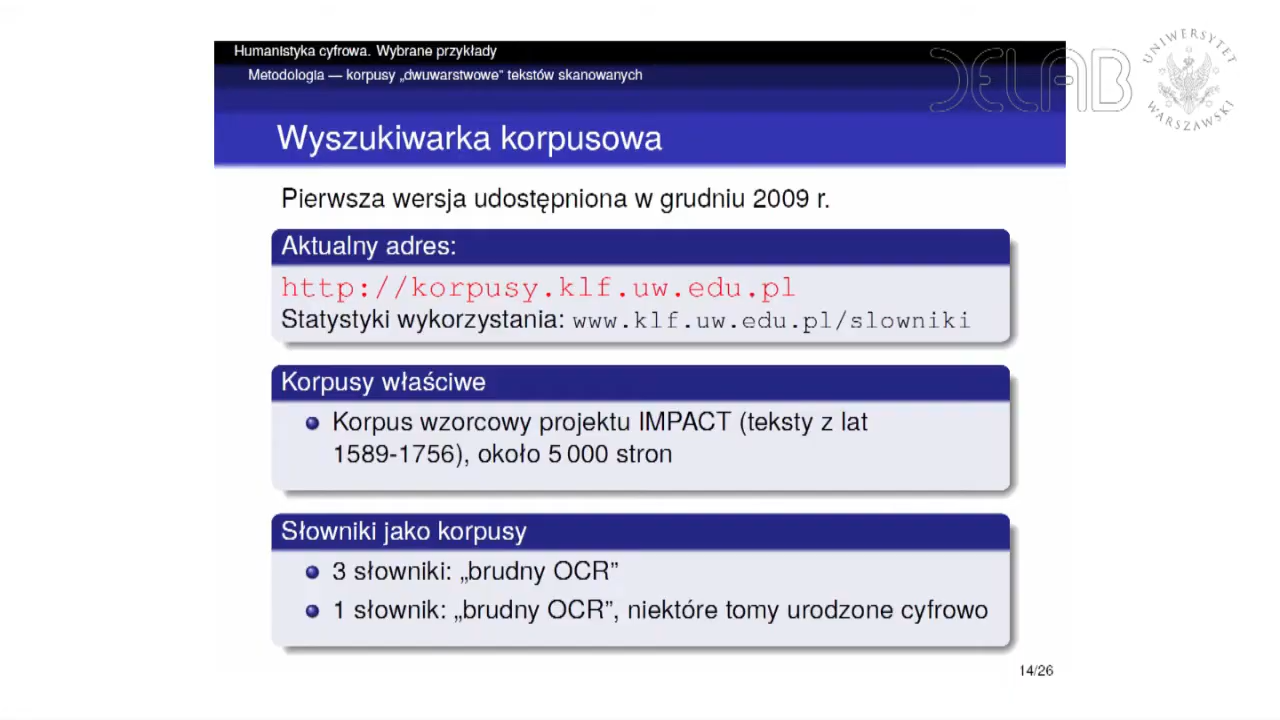 Humanistyka cyfrowa. Wybrane przykłady
Metodologia — korpusy „dwuwarstwowe” tekstów skanowanych
DELAB
UNIWERSYTET WARSZAWSKI
Wyszukiwarka korpusowa
Pierwsza wersja udostępniona w grudniu 2009 r.
Aktualny adres:
http://korpusy.klf.uw.edu.pl
Statystyki wykorzystania: www.klf.uw.edu.pl/slowniki
Korpusy właściwe
Korpus wzorcowy projektu IMPACT (teksty z lat
1589-1756), około 5 000 stron
Słowniki jako korpusy
3 słowniki: „brudny OCR”
1 słownik: „brudny OCR”, niektóre tomy urodzone cyfrowo
14/26